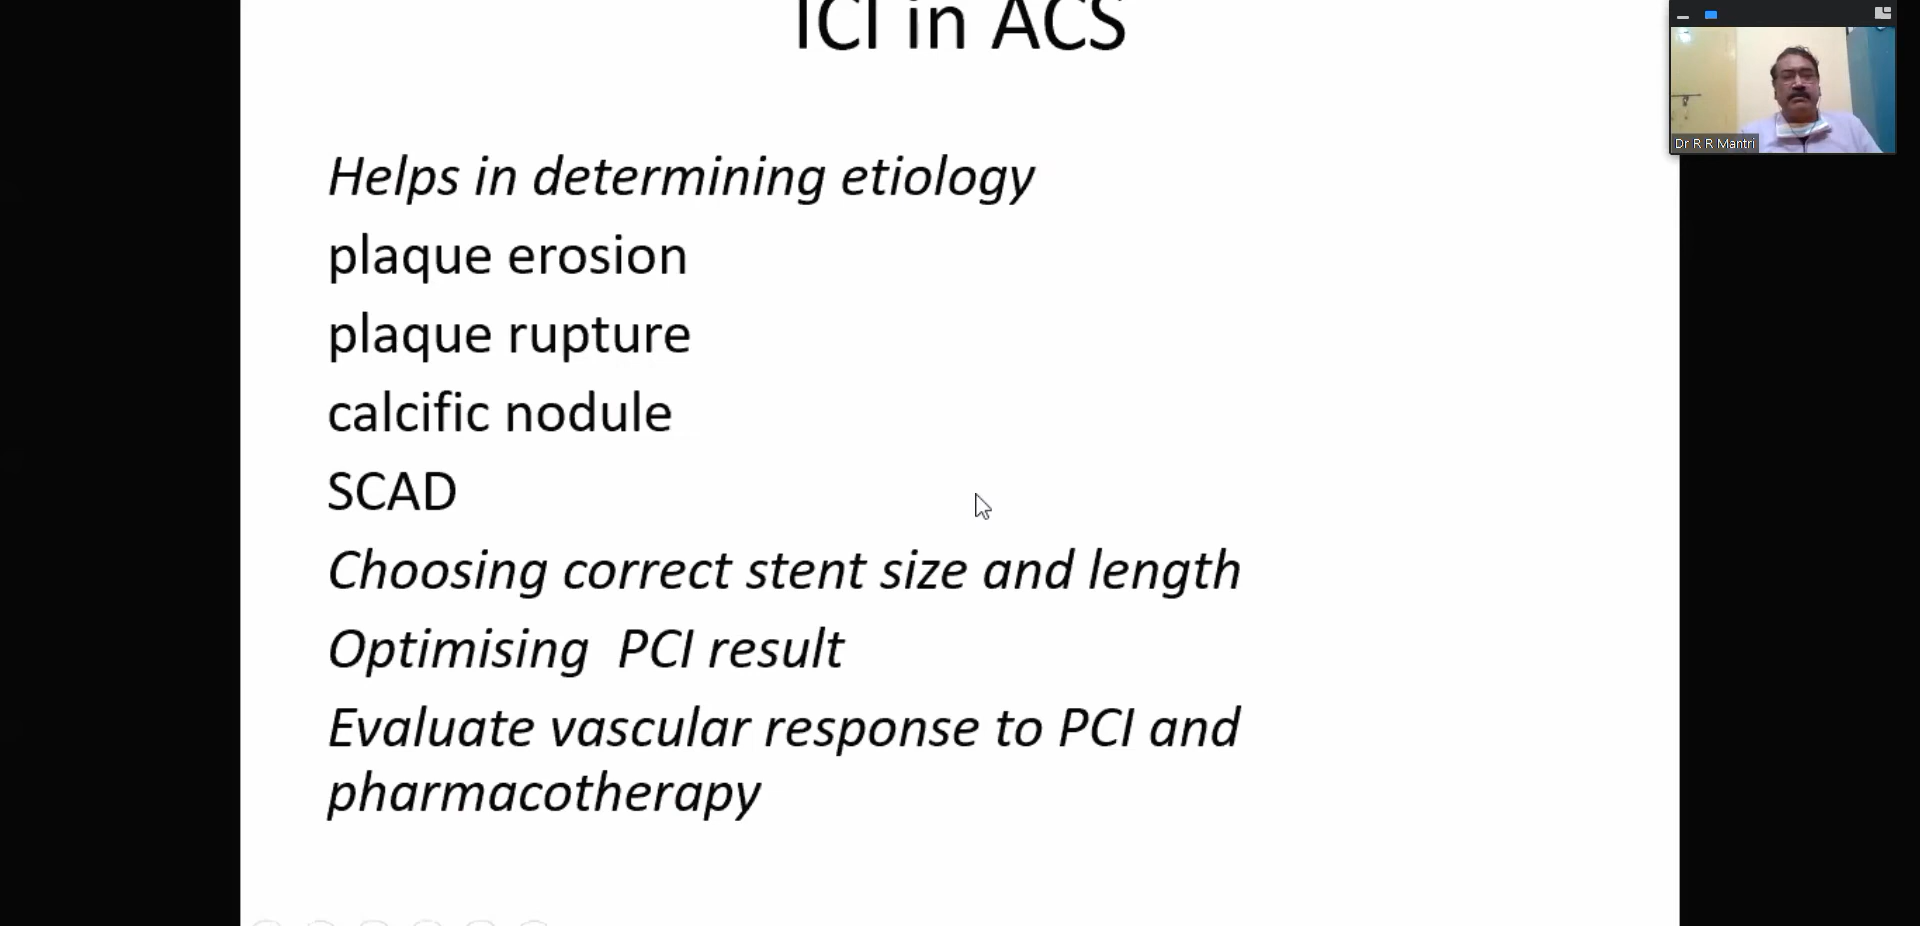 ICI in ACS
Helps in determining etiology
plaque erosion
plaque rupture
calcific nodule
SCAD
Choosing correct stent size and length
Optimising  PCI result
Evaluate vascular response to PCI and
pharmacotherapy
Dr R R Mantri